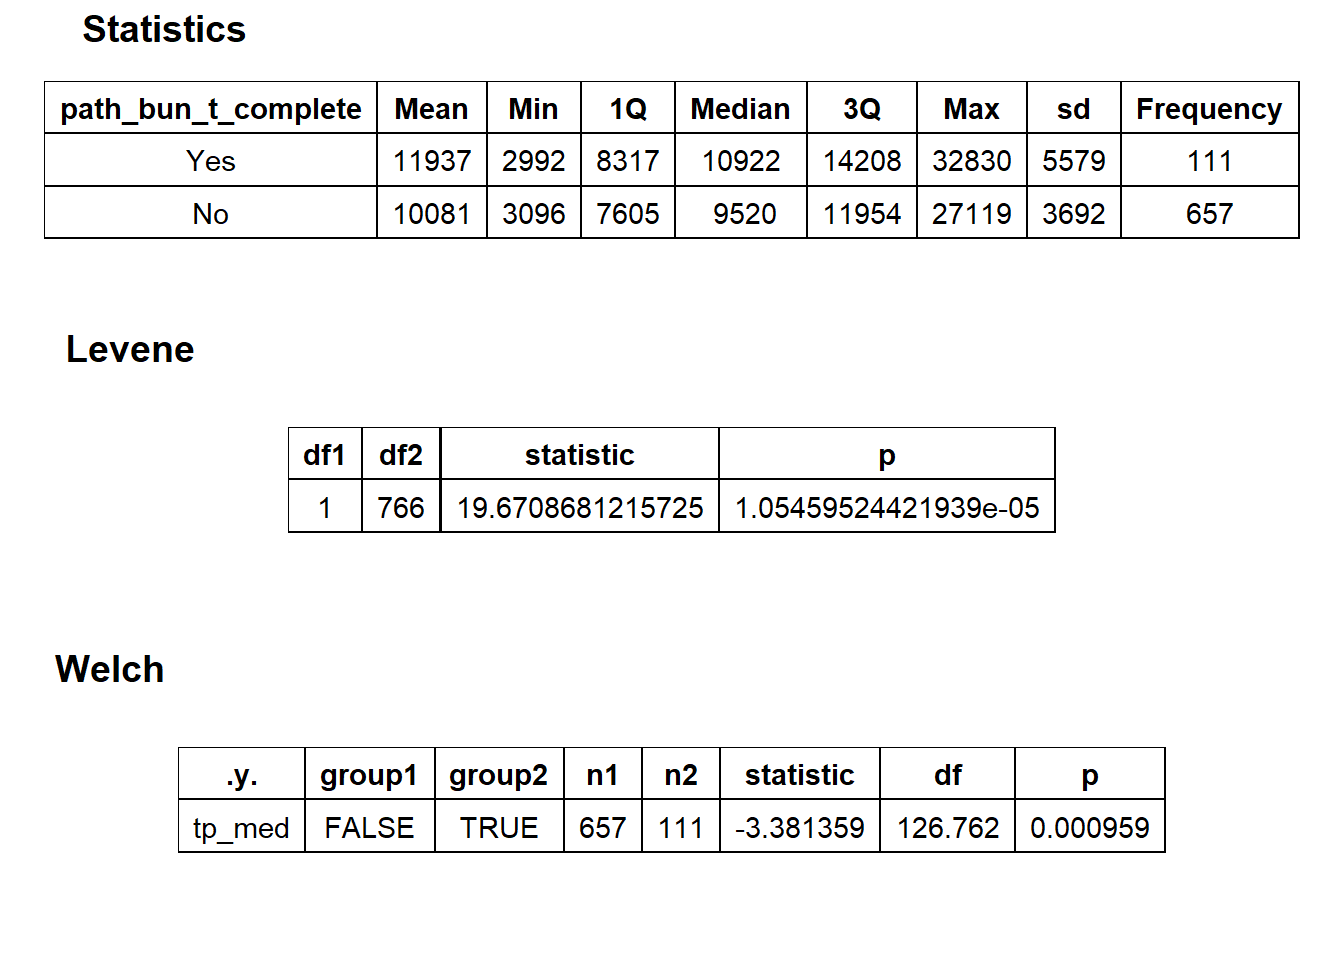 Statistics
path_bun_t_complete Mean Min 1Q Median 3Q Max sd Frequency
Yes 11937 2992 8317 10922 14208 32830 5579 111
No 10081 3096 7605 9520 11954 27119 3692 657
Levene
df1 df2 statistic p
1 766 19.6708681215725 1.05459524421939e-05
Welch
.y. group1 group2 n1 n2 statistic df p
tp_med FALSE TRUE 657 111 -3.381359 126.762 0.000959